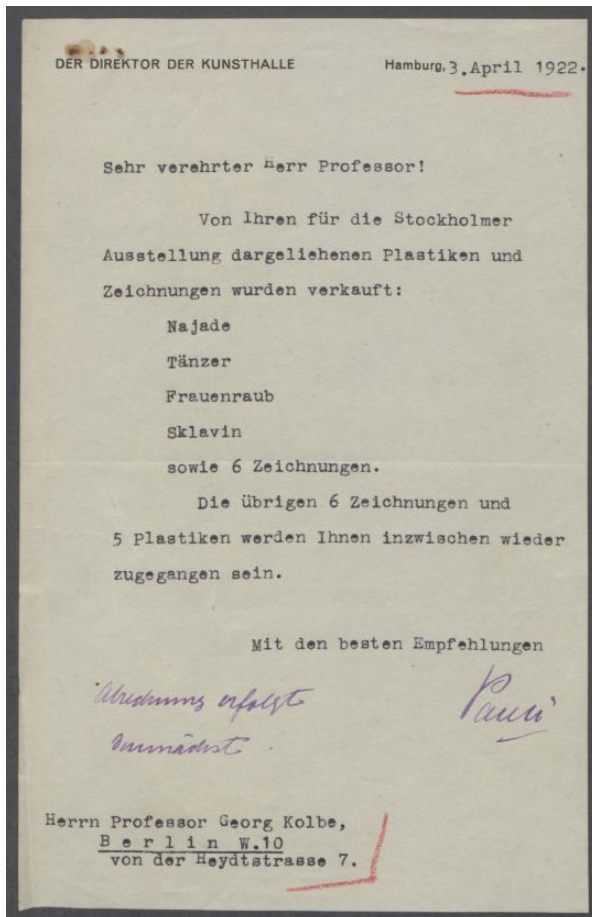 DER DIREKTOR DER KUNSTHALLE
Hamburg, 3.April 1922.
Sehr verehrter Herr Professor!
Von Ihren für die Stockholmer
Ausstellung dargeliehenen Plastiken und
Zeichnungen wurden verkauft:
Najade
Tänzer
Frauenraub
Sklavin
sowie 6 Zeichnungen.
Die übrigen 6 Zeichnungen und
5 Plastiken werden Ihnen inzwischen wieder
zugegangen sein.
Mit den besten Empfehlungen
Abrechnung erfolgt
demnächst.
Pauli
Herrn Professor Georg Kolbe,
B e r l i n W.10
von der Heydtstrasse 7.